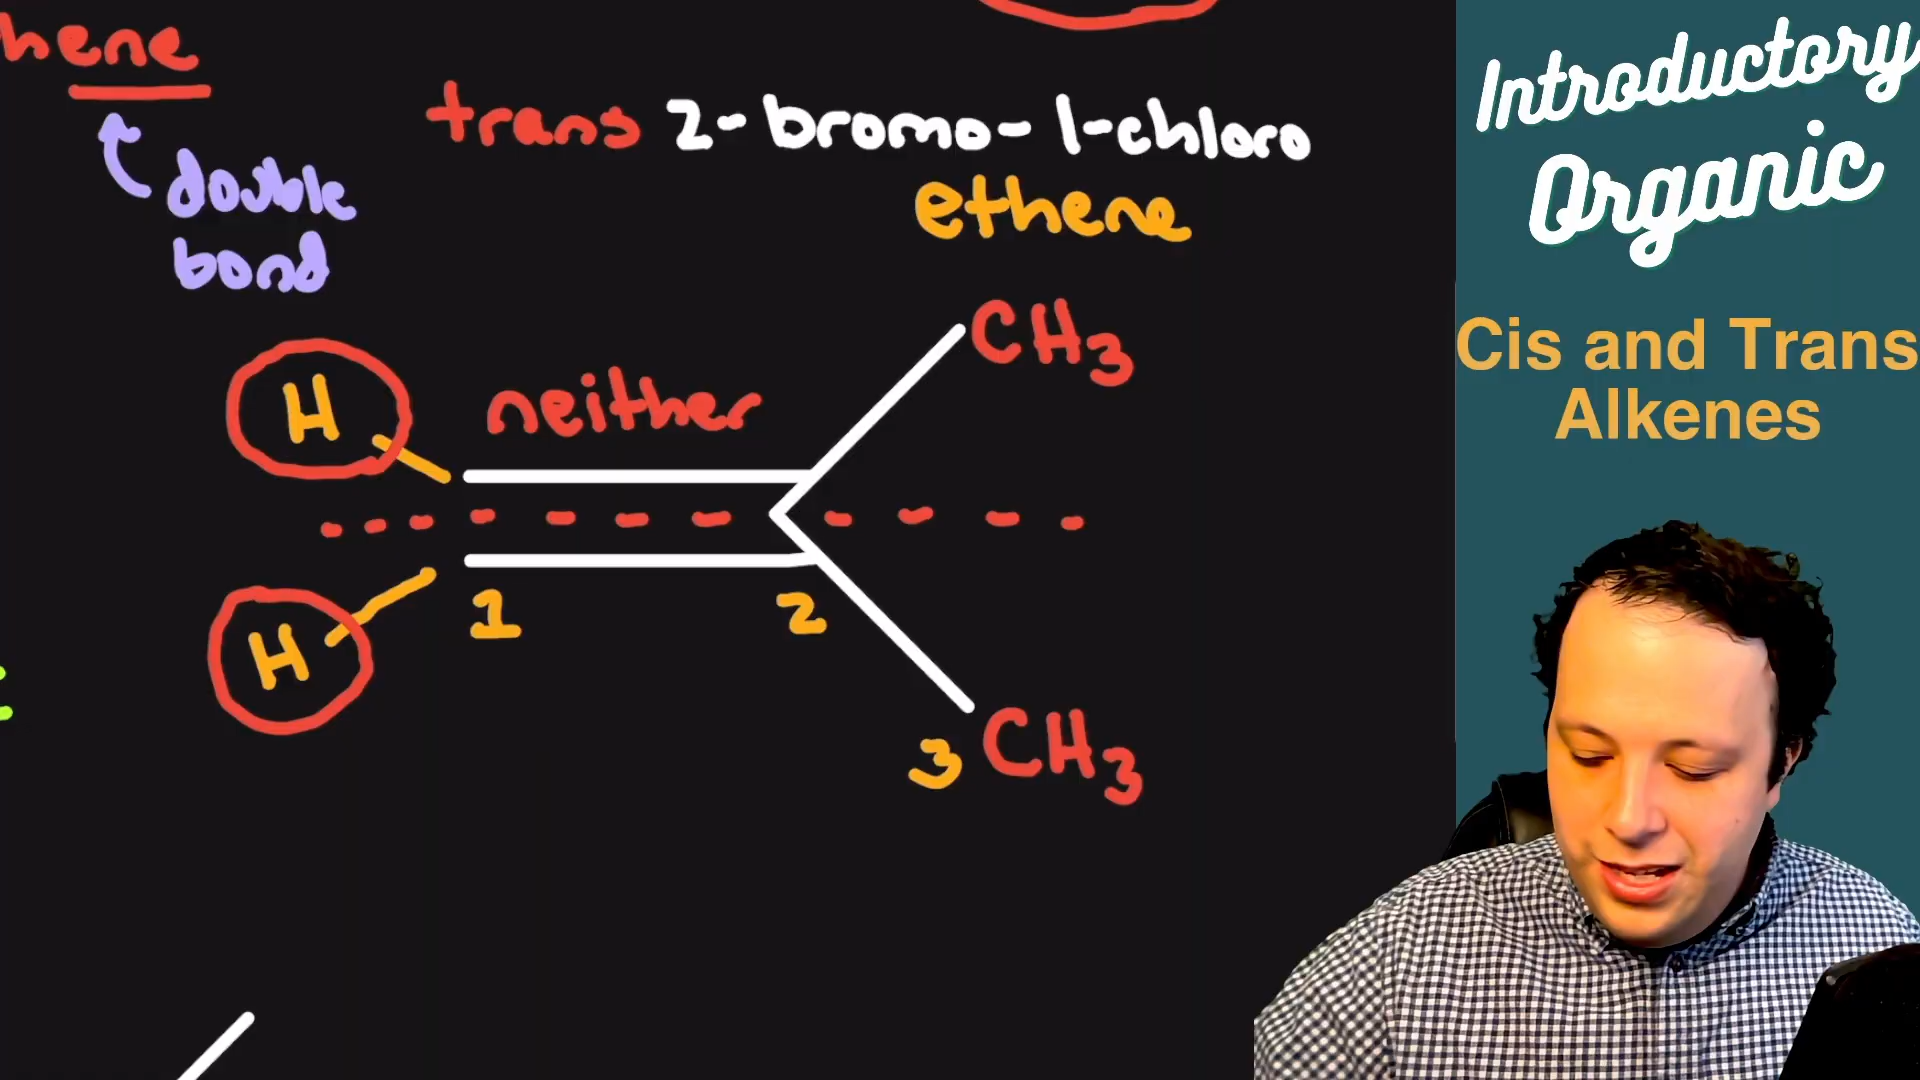 hene
double
bond
trans 2-bromo-1-chloro
ethene
CH3
H
neither
H
1
2
3 CH3
Introductory
Organic
Cis and Trans
Alkenes